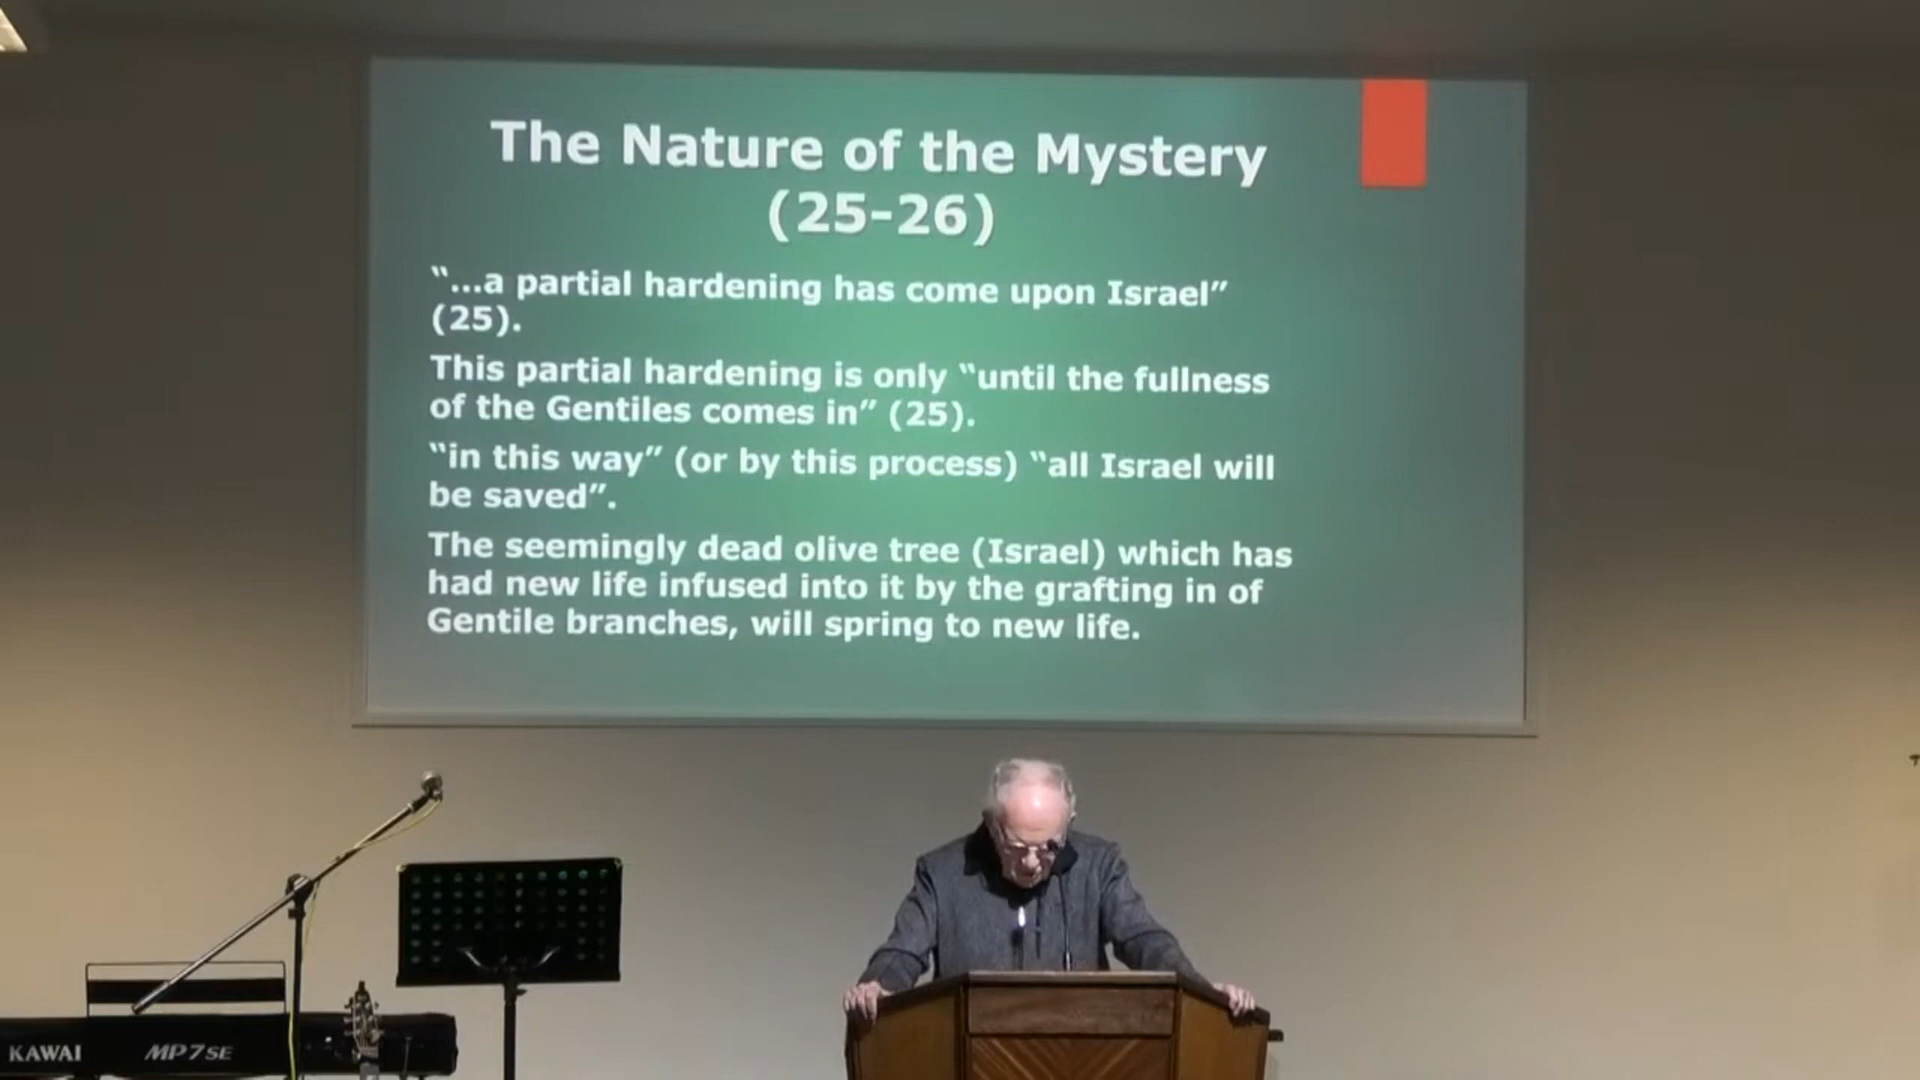 The Nature of the Mystery
(25-26)
“...a partial hardening has come upon Israel”
(25).
This partial hardening is only “until the fullness
of the Gentiles comes in” (25).
“in this way” (or by this process) “all Israel will
be saved”.
The seemingly dead olive tree (Israel) which has
had new life infused into it by the grafting in of
Gentile branches, will spring to new life.
KAWAI MP7SE